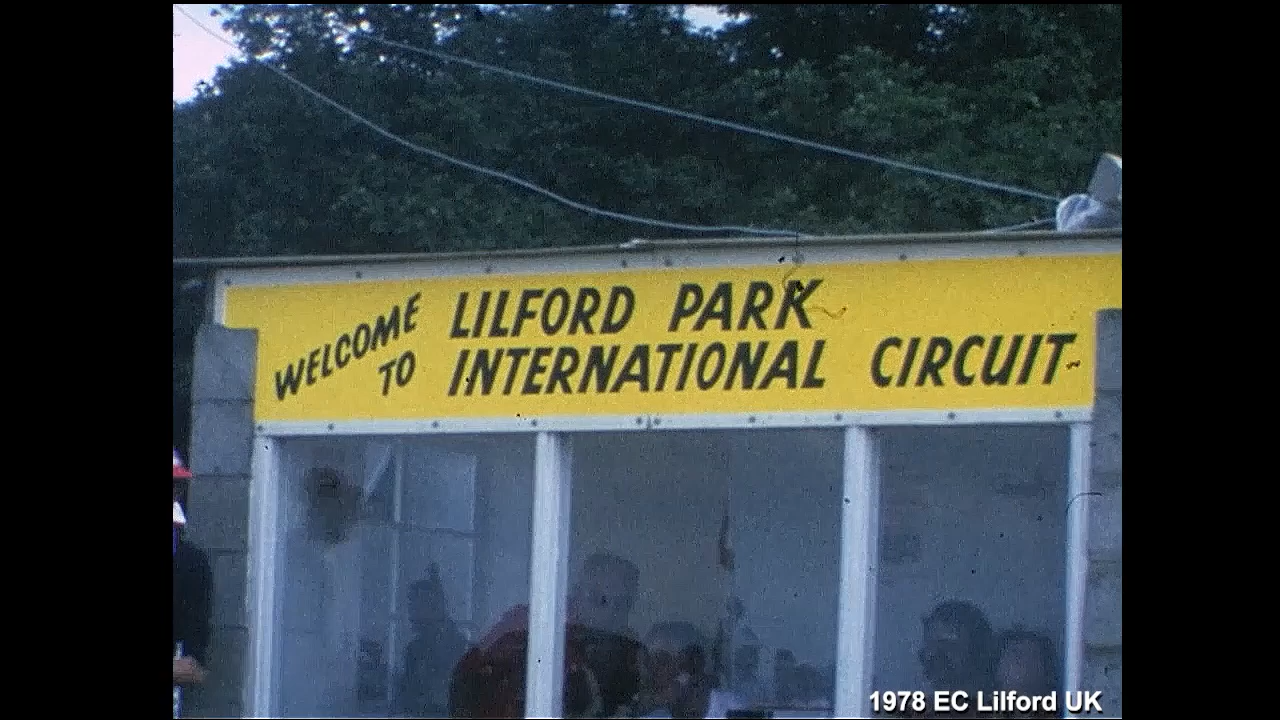 WELCOME TO
LILFORD PARK
INTERNATIONAL CIRCUIT
1978 EC Lilford UK